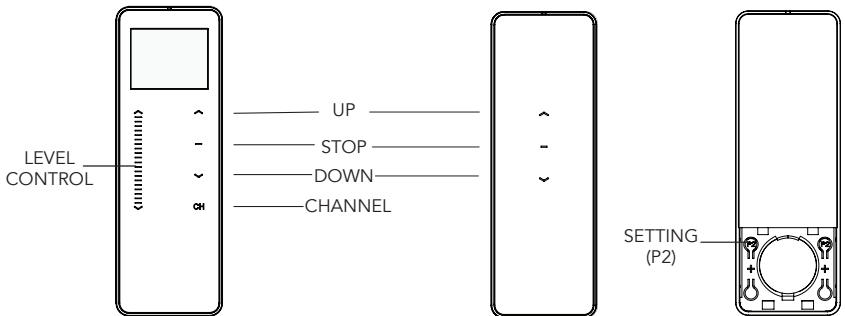 UP
STOP
DOWN
CHANNEL
LEVEL
CONTROL
CH
SETTING
(P2)
P2
P2